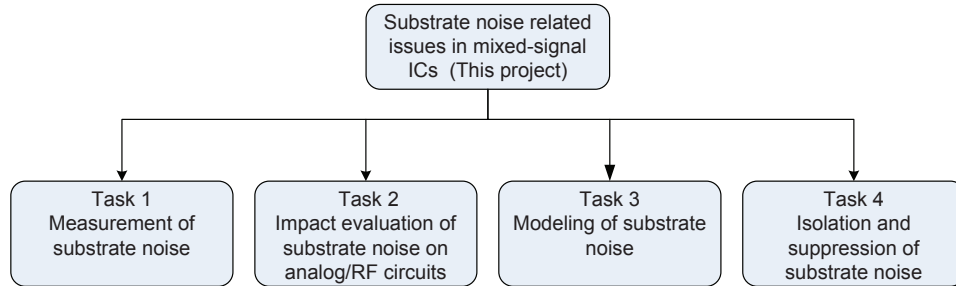 Substrate noise related
issues in mixed-signal
ICs (This project)
Task 1
Measurement of
substrate noise
Task 2
Impact evaluation of
substrate noise on
analog/RF circuits
Task 3
Modeling of substrate
noise
Task 4
Isolation and
suppression of
substrate noise